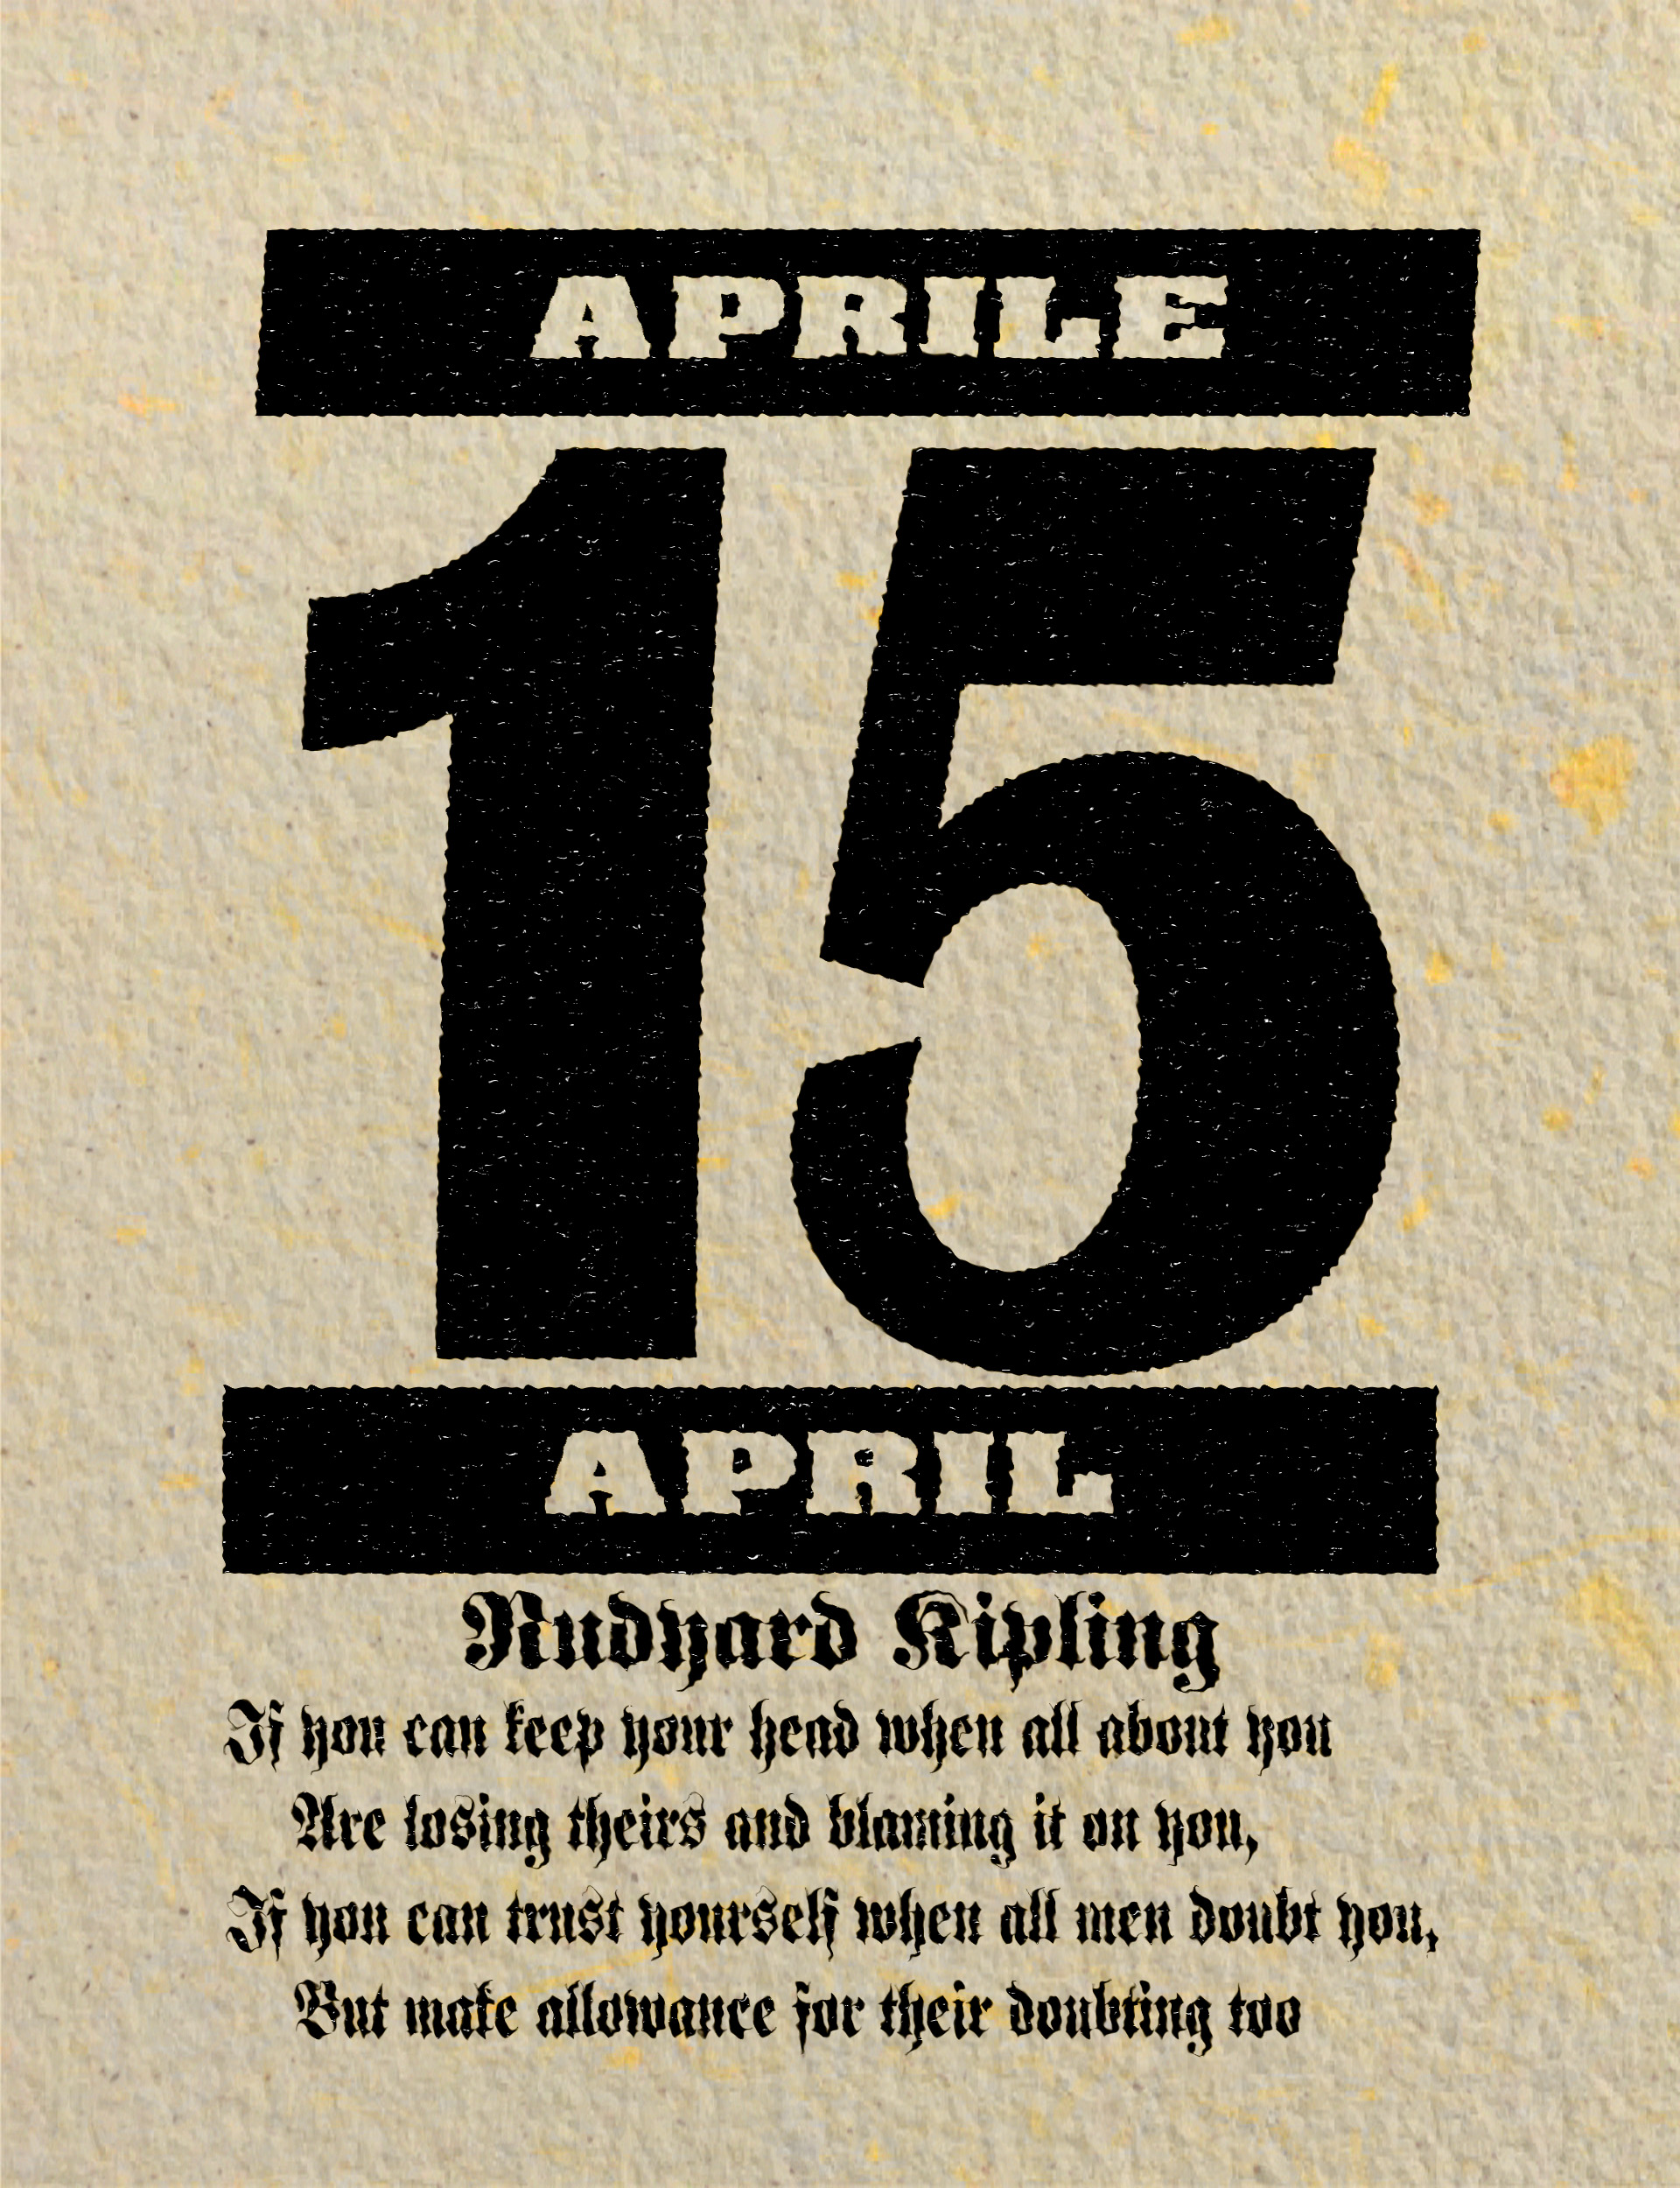 APRILE
15
APRIL
Rudyard Kipling
If you can keep your head when all about you
Are losing theirs and blaming it on you,
If you can trust yourself when all men doubt you,
But make allowance for their doubting too